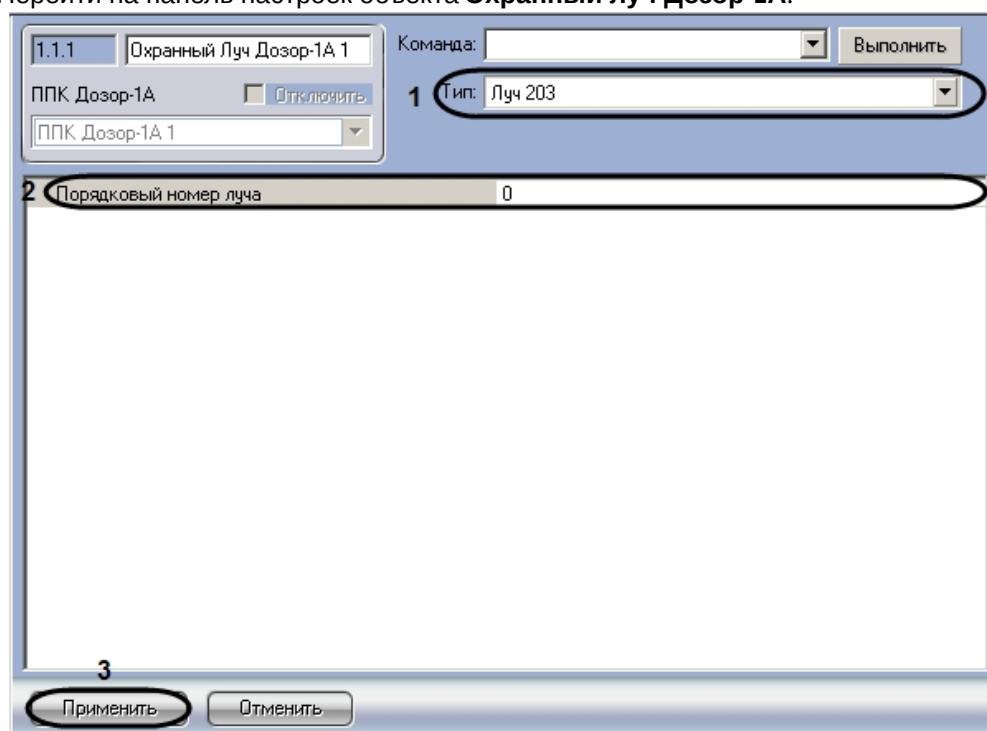 Перейти на панель настроек объекта Охранный Луч Дозор-1А.
1.1.1 Охранный Луч Дозор-1А 1 Команда: Выполнить
ППК Дозор-1А Отключить 1 Тип: Луч 203
ППК Дозор-1А 1
2 Порядковый номер луча 0
3
Применить Отменить